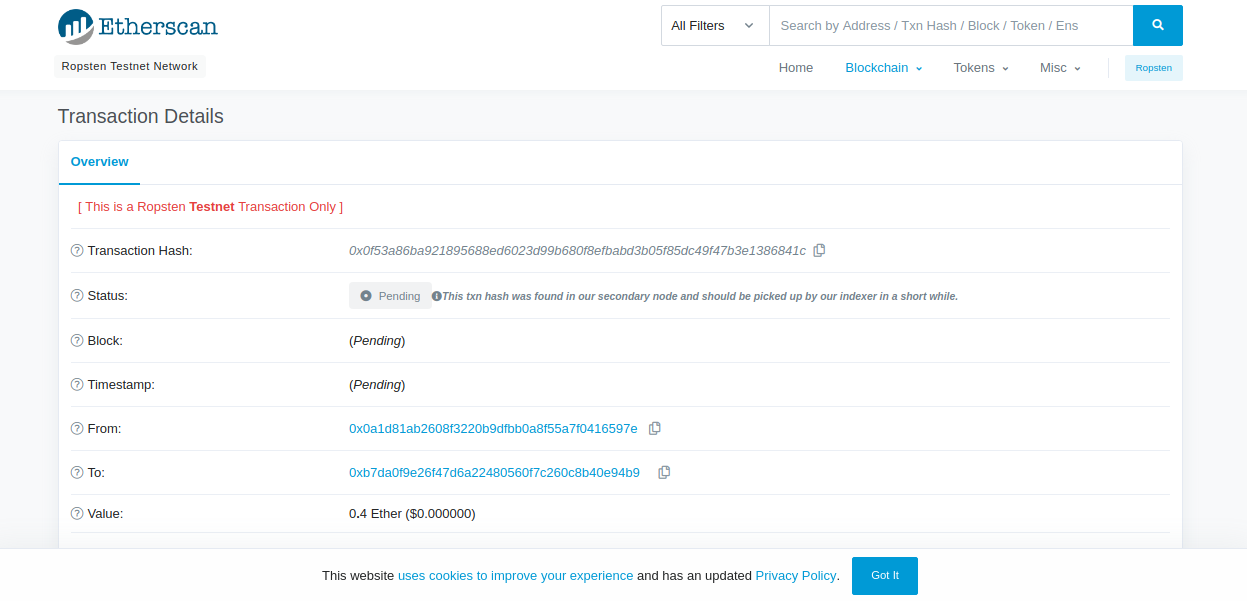 Etherscan
All Filters
Search by Address / Txn Hash / Block / Token / Ens
Ropsten Testnet Network
Home Blockchain Tokens Misc Ropsten
Transaction Details
Overview
[ This is a Ropsten Testnet Transaction Only ]
Transaction Hash: 0x0f53a86ba921895688ed6023d99b680f8efbabd3b05f85dc49f47b3e1386841c
Status: Pending This txn hash was found in our secondary node and should be picked up by our indexer in a short while.
Block: (Pending)
Timestamp: (Pending)
From: 0x0a1d81ab2608f3220b9dfbb0a8f55a7f0416597e
To: 0xb7da0f9e26f47d6a22480560f7c260c8b40e94b9
Value: 0.4 Ether ($0.000000)
This website uses cookies to improve your experience and has an updated Privacy Policy. Got It